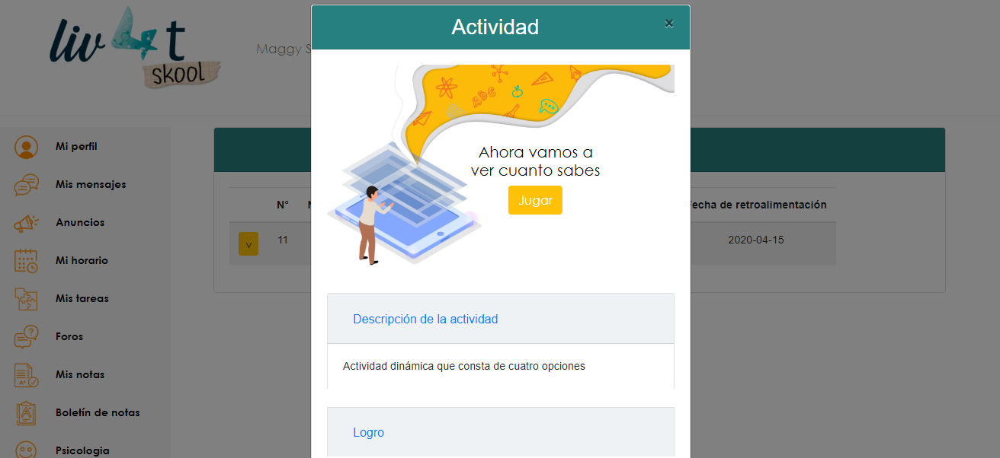 liv4t
skool
Maggy S
Actividad
×
ABC
Ahora vamos a
ver cuanto sabes
Jugar
Mi perfil
Mis mensajes
Anuncios
Mi horario
Mis tareas
Foros
Mis notas
Boletín de notas
Psicologia
N°
Fecha de retroalimentación
v
11
2020-04-15
Descripción de la actividad
Actividad dinámica que consta de cuatro opciones
Logro